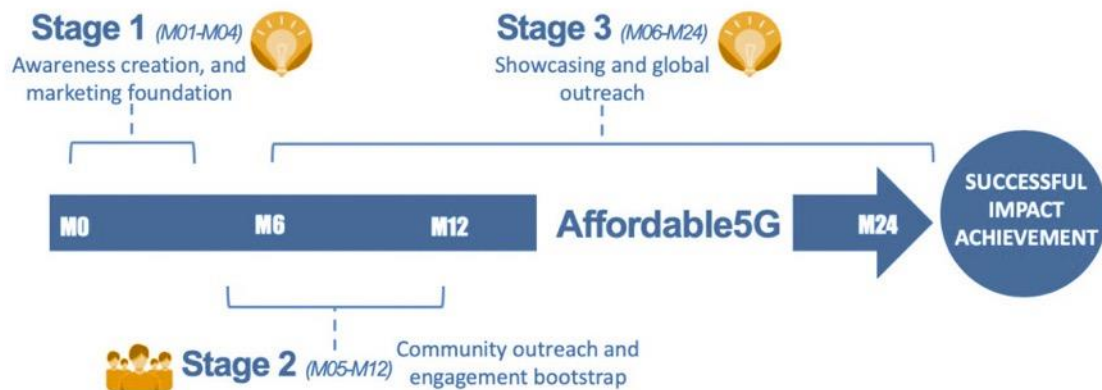 Stage 1 (M01-M04)
Awareness creation, and
marketing foundation
Stage 3 (M06-M24)
Showcasing and global
outreach
M0
M6
M12
Affordable5G
M24
SUCCESSFUL
IMPACT
ACHIEVEMENT
Stage 2 (M05-M12)
Community outreach and
engagement bootstrap